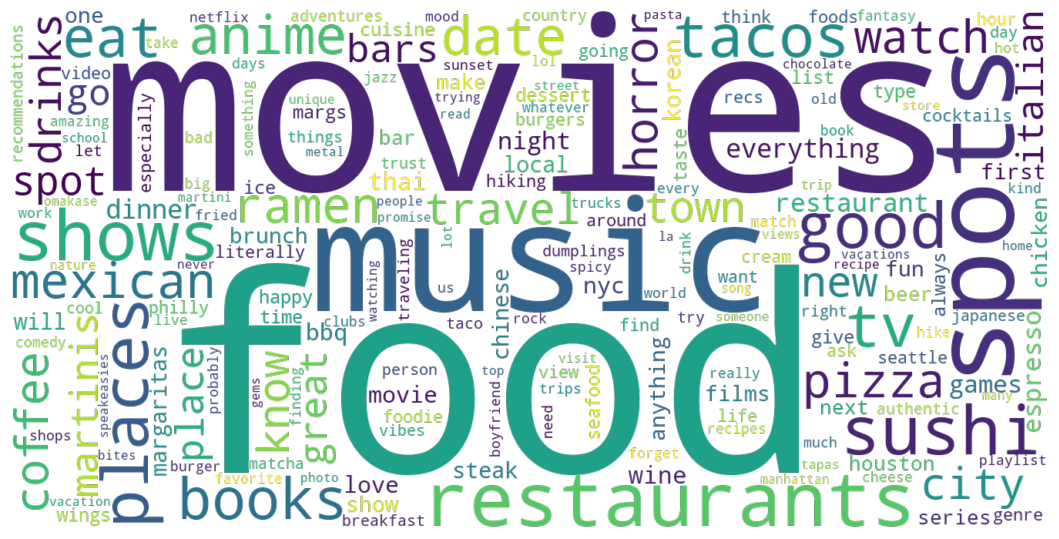 netflix
adventures
mood
pasta
country
think
foods
fantasy
hour
one
eat
anime
bars
cuisine
date
going
horror
tacos
watch
day
hot
take
days
jazz
sunset
lol
recommendations
drinks
video
go
movies
street
make
dessert
korean
chocolate
list
type
italian
amazing
something
unique
margs
trying
read
whatever
burgers
recs
old
store
cocktails
school
especially
bad
things
metal
bar
night
local
taste
book
everything
first
let
spot
big
martini
trust
thai
hiking
every
trip
kind
omakase
work
dinner
ice
ramen
people
promise
travel
trucks
around
town
match
views
restaurant
good
spots
shows
fried
brunch
literally
lot
music
dumplings
la
drink
cream
vacations
recipe
fun
home
chicken
nature
never
watching
traveling
us
spicy
nyc
world
want
song
new
always
mexican
cool
philly
happy
time
clubs
taco
rock
chinese
find
try
someone
right
beer
japanese
hike
will
live
comedy
places
margaritas
place
probably
food
bbq
tv
give
ask
seattle
espresso
coffee
martinis
speakeasies
know
gems
finding
great
person
movie
top
visit
view
trips
anything
really
films
pizza
games
many
foodie
vibes
boyfriend
need
seafood
life
recipes
next
authentic
sushi
shops
bites
burger
matcha
steak
forget
wine
much
houston
playlist
vacation
wings
books
favorite
photo
love
show
breakfast
restaurants
manhattan
tapas
cheese
city
series
genre